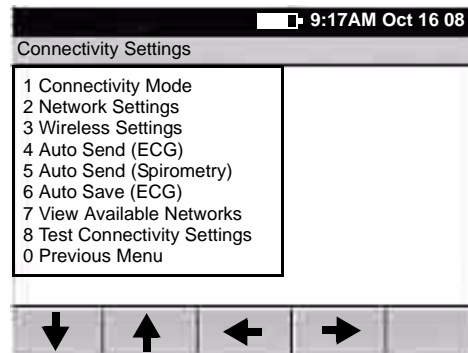 9:17AM Oct 16 08
Connectivity Settings
1 Connectivity Mode
2 Network Settings
3 Wireless Settings
4 Auto Send (ECG)
5 Auto Send (Spirometry)
6 Auto Save (ECG)
7 View Available Networks
8 Test Connectivity Settings
0 Previous Menu